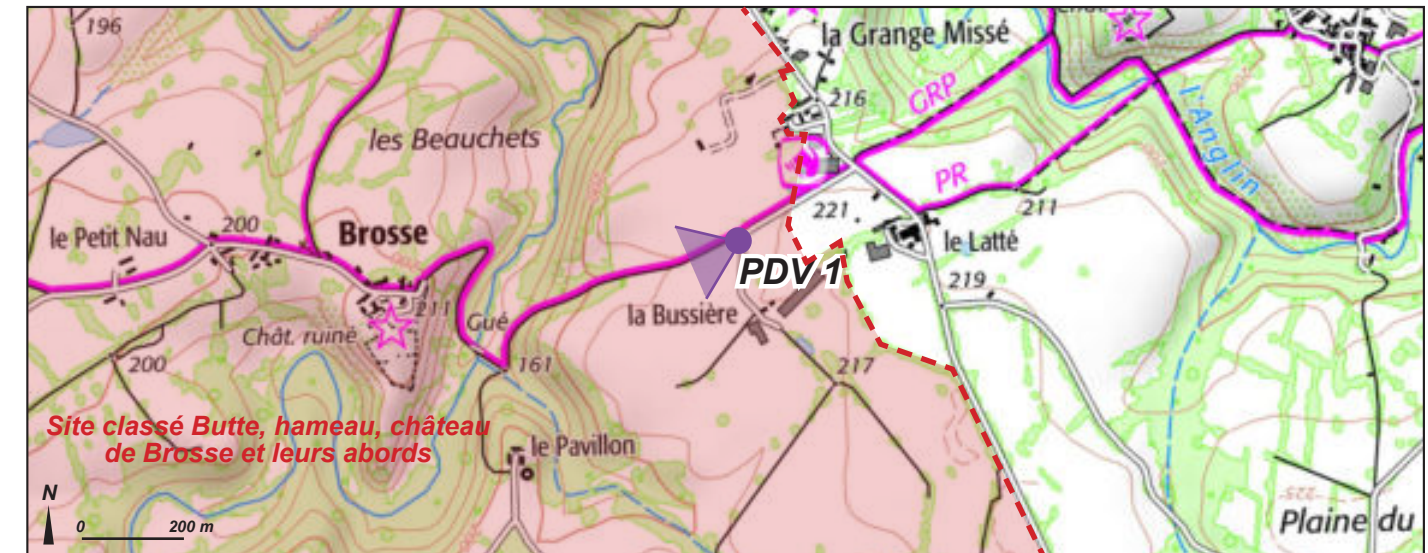 196
la Grange Missé
216
GRP
les Beauchets
l'Anglin
PR
211
le Petit Nau
200
Brosse
221
le Latté
PDV 1
219
la Bussière
211
Gué
Chât. ruiné
200
161
217
Site classé Butte, hameau, château
de Brosse et leurs abords
le Pavillon
225
Plaine du
N
0 200 m